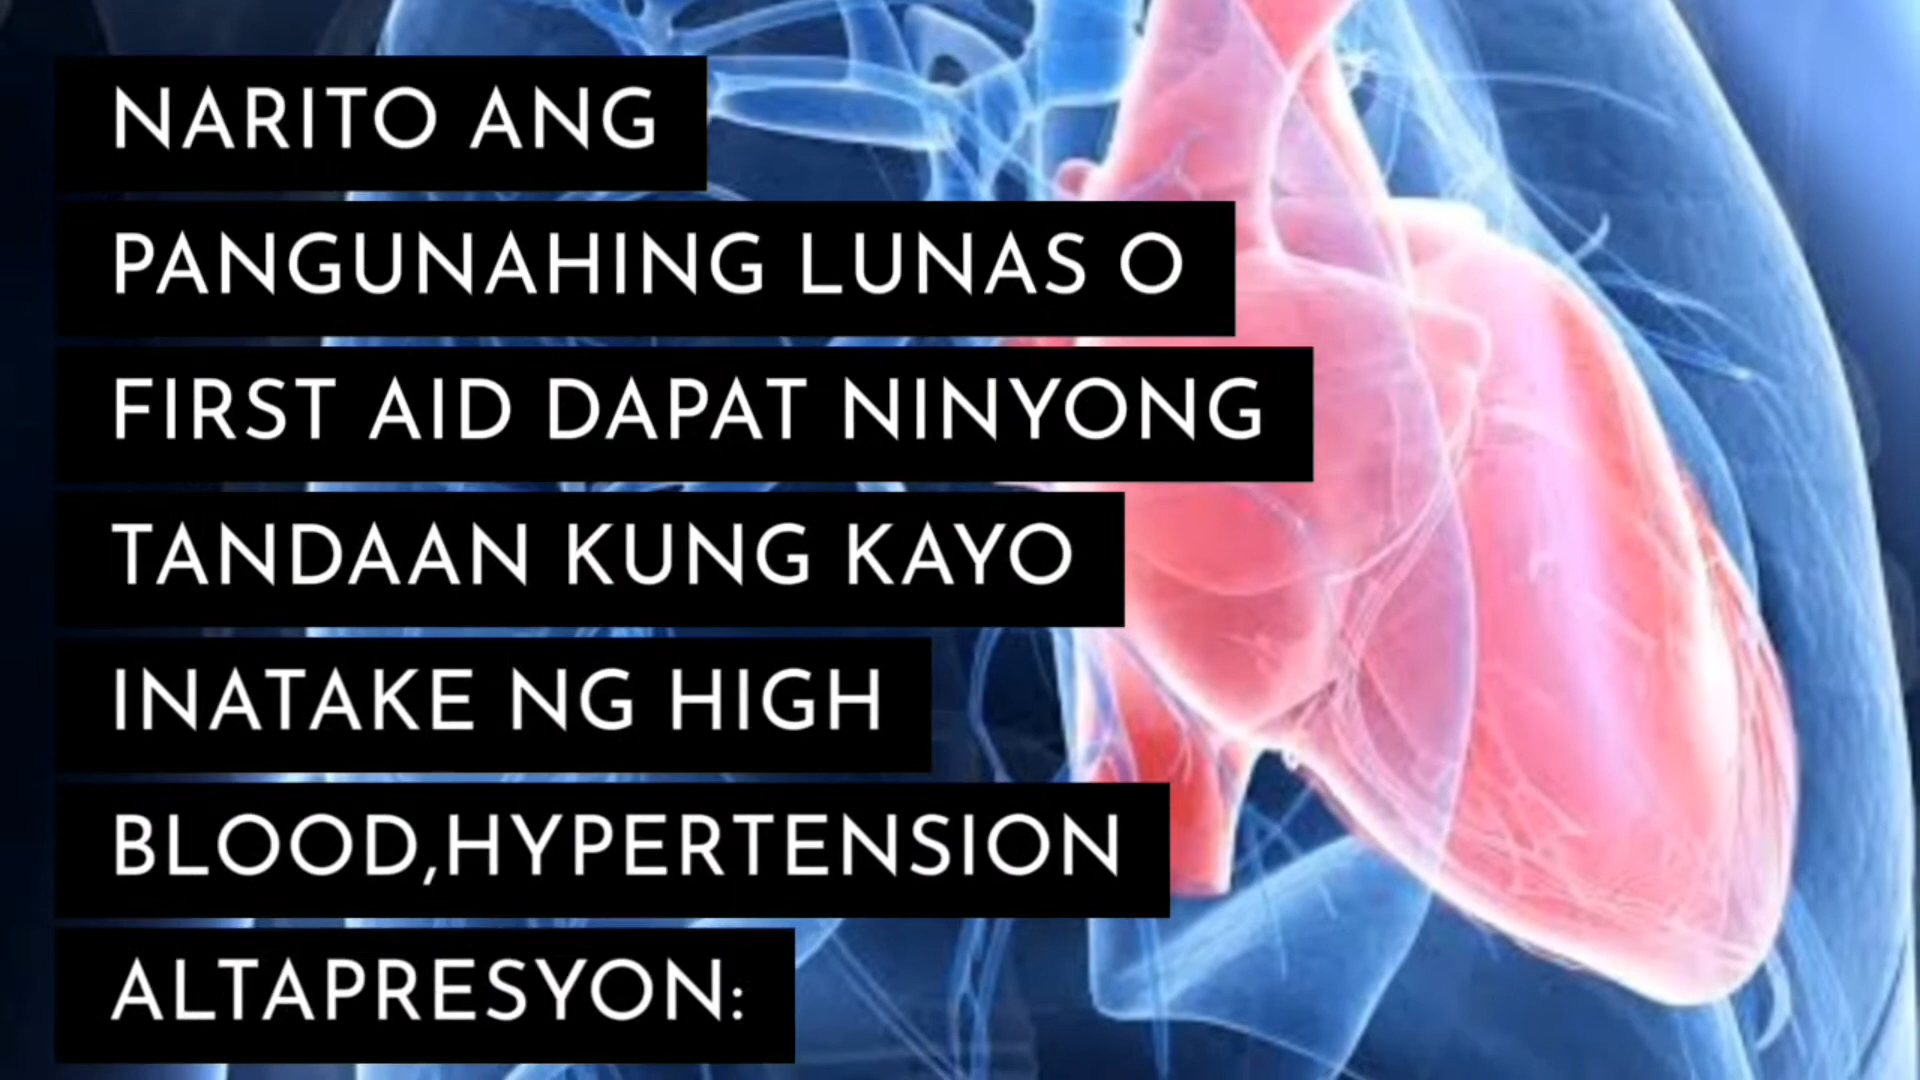 NARITO ANG
PANGUNAHING LUNAS O
FIRST AID DAPAT NINYONG
TANDAAN KUNG KAYO
INATAKE NG HIGH
BLOOD,HYPERTENSION
ALTAPRESYON: